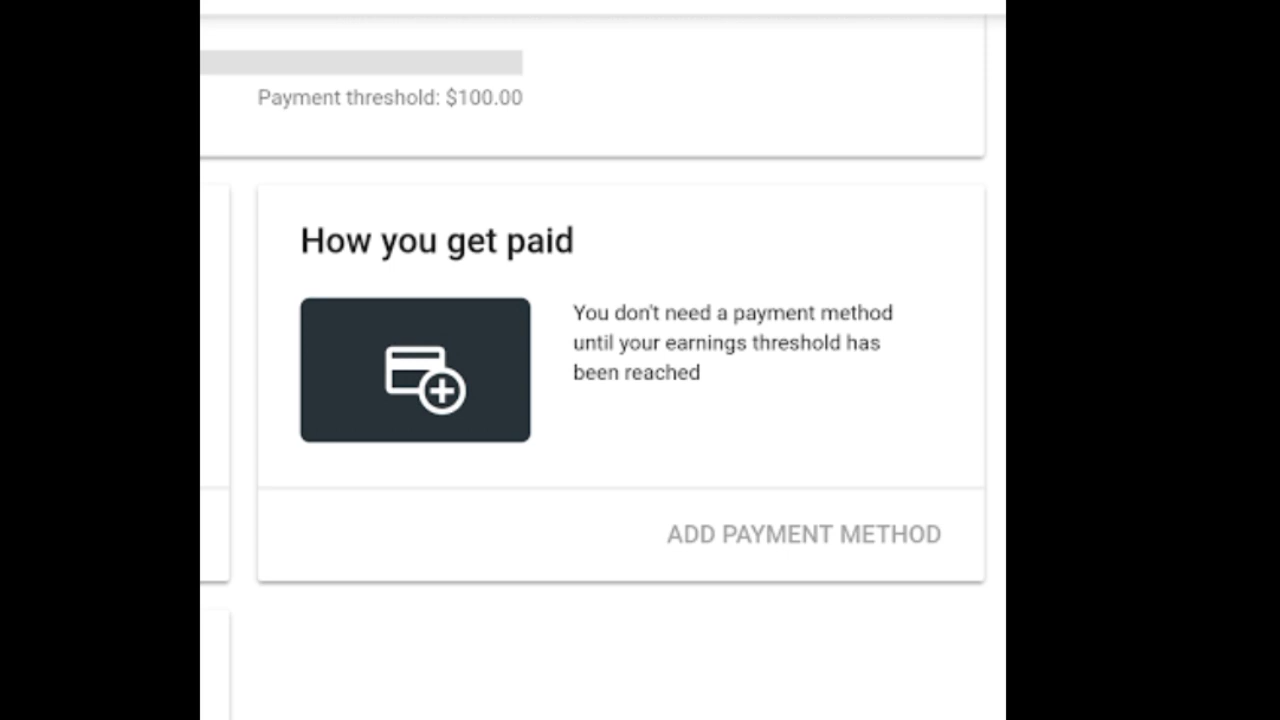 Payment threshold: $100.00
How you get paid
You don't need a payment method
until your earnings threshold has
been reached
ADD PAYMENT METHOD